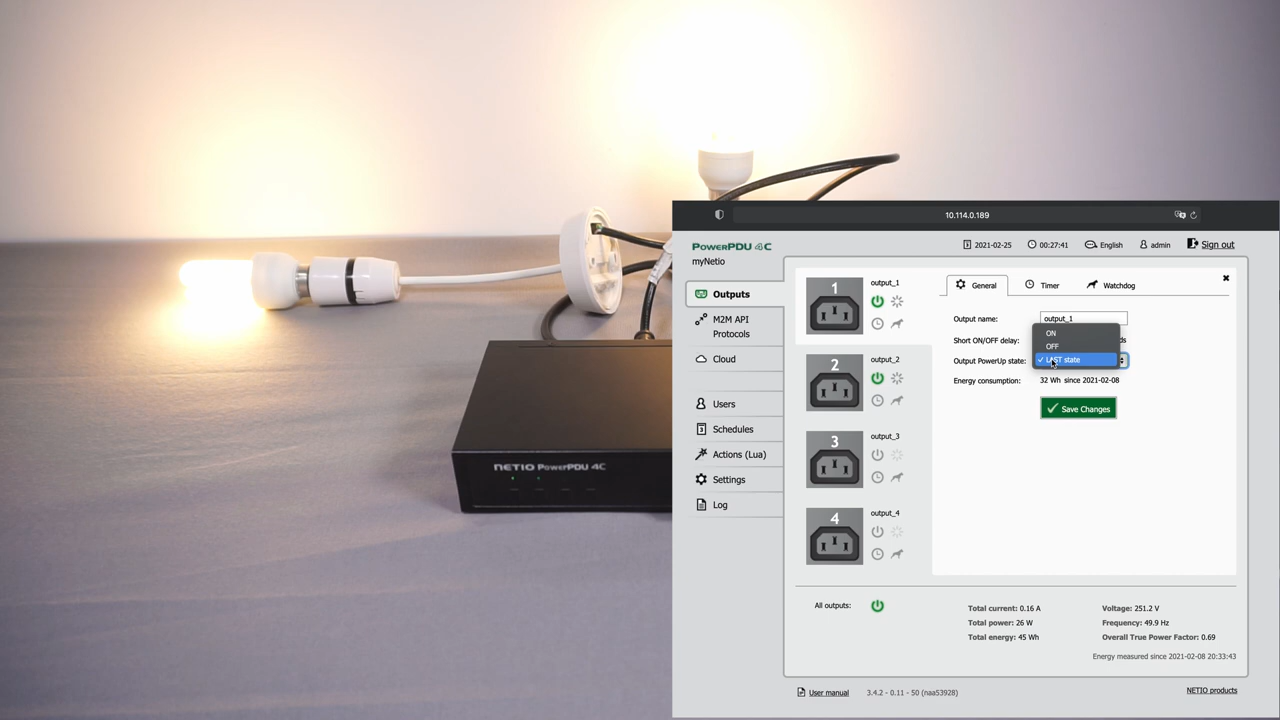 NETIO PowerPDU 4C
10.114.0.189
PowerPDU 4C
myNetio
2021-02-25
00:27:41
English
admin
Sign out
Outputs
M2M API
Protocols
Cloud
Users
Schedules
Actions (Lua)
Settings
Log
1
output_1
2
output_2
3
output_3
4
output_4
General
Timer
Watchdog
Output name:
output_1
Short ON/OFF delay:
Output PowerUp state:
ON
OFF
✓ LAST state
Energy consumption:
32 Wh since 2021-02-08
Save Changes
All outputs:
Total current: 0.16 A
Total power: 26 W
Total energy: 45 Wh
Voltage: 251.2 V
Frequency: 49.9 Hz
Overall True Power Factor: 0.69
Energy measured since 2021-02-08 20:33:43
User manual
3.4.2 - 0.11 - 50 (naa53928)
NETIO products